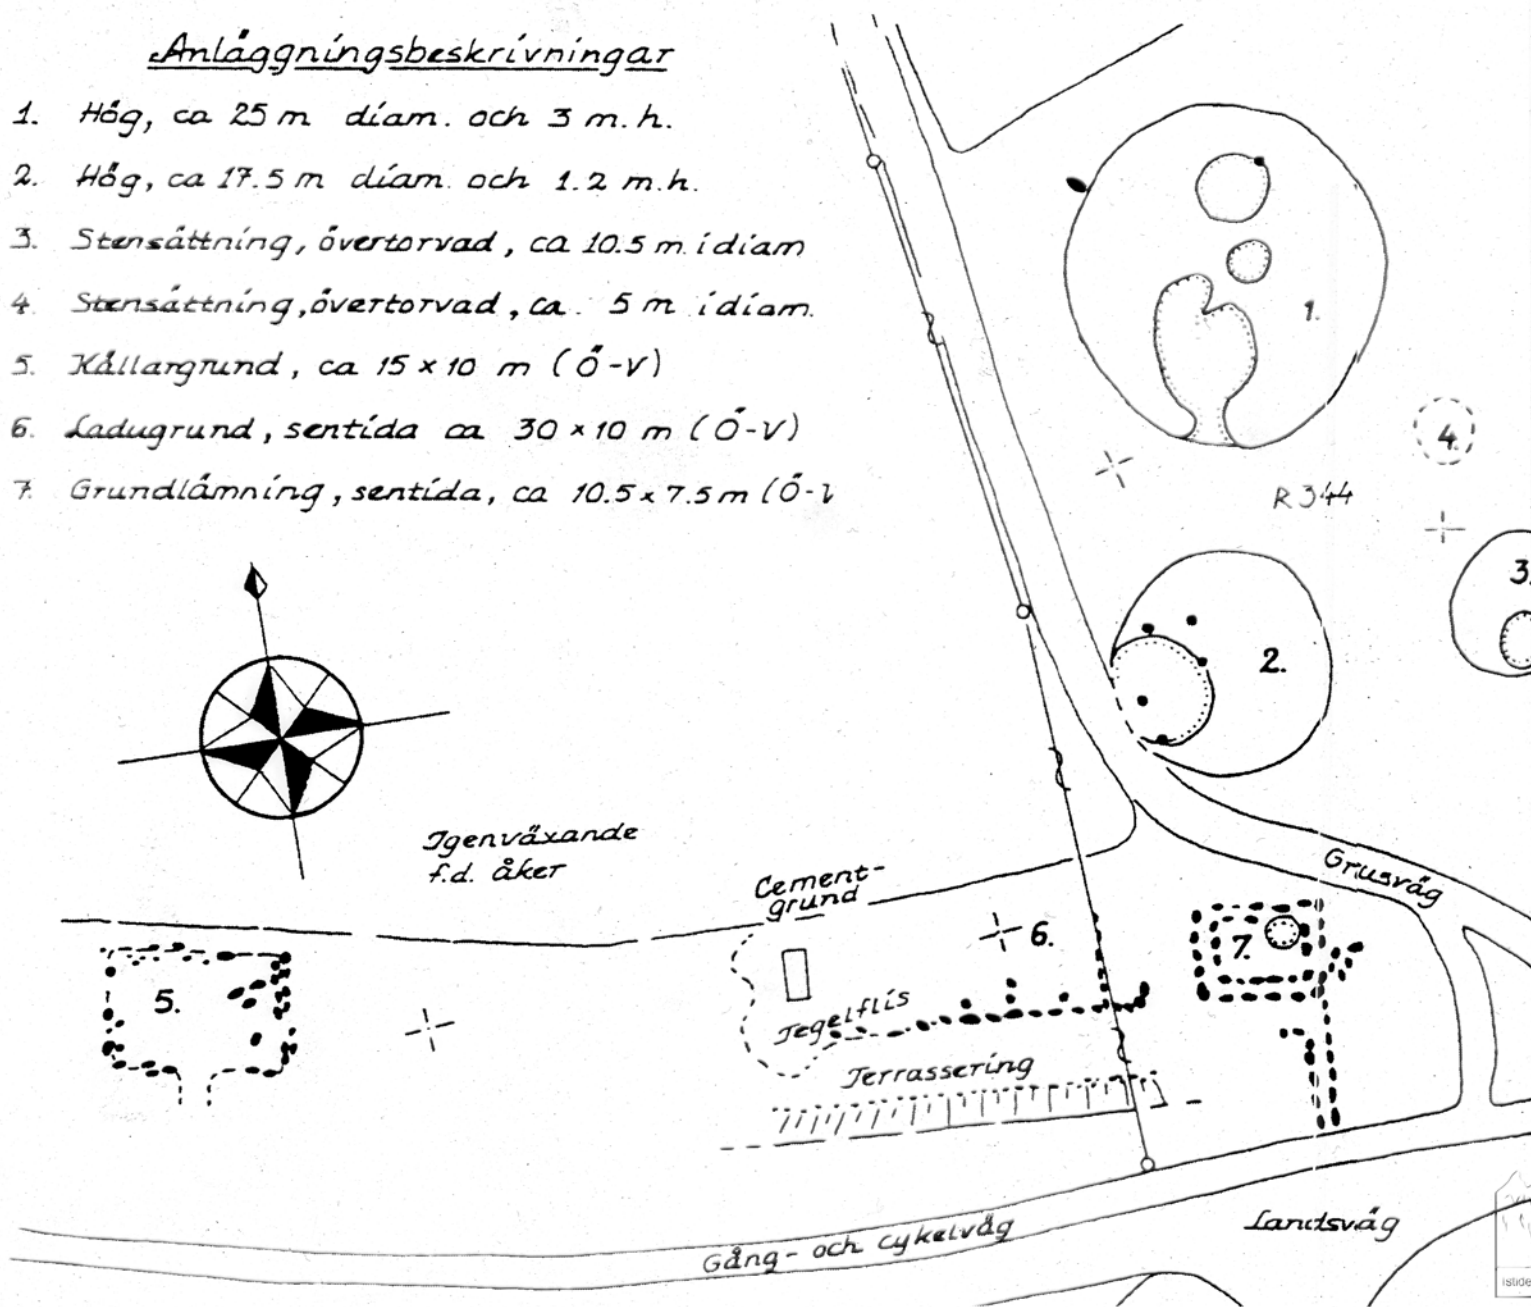 Anläggningsbeskrivningar
1. Hög, ca 25 m diam. och 3 m.h.
2. Hög, ca 17.5 m diam. och 1.2 m.h.
3. Stensättning, övertorvad, ca 10.5 m. i diam
4. Stensättning, övertorvad, ca. 5 m i diam.
5. Källargrund, ca 15 x 10 m (Ö-V)
6. Ladugrund, sentida ca 30 x 10 m (Ö-V)
7. Grundlämning, sentida, ca 10.5 x 7.5 m (Ö-
1.
4.
R 344
3.
2.
Igenväxande
f.d. åker
Cement-
grund
Grusväg
6.
7.
5.
Tegelflis
Terrassering
Gång- och cykelväg
Landsväg